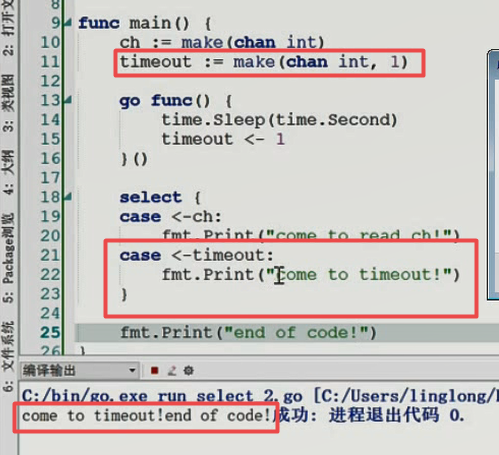 2: 打开文
3: 类视图
4: 大纲
5: Package浏览
6: 文件系统
8
9 func main() {
10 ch := make(chan int)
11 timeout := make(chan int, 1)
12
13 go func() {
14 time.Sleep(time.Second)
15 timeout <- 1
16 }()
17
18 select {
19 case <-ch:
20 fmt.Print("come to read ch!")
21 case <-timeout:
22 fmt.Print("come to timeout!")
23 }
24
25 fmt.Print("end of code!")
26 }
编译输出
C:/bin/go.exe run select_2.go [C:/Users/linglong/
come to timeout!end of code!成功: 进程退出代码 0.